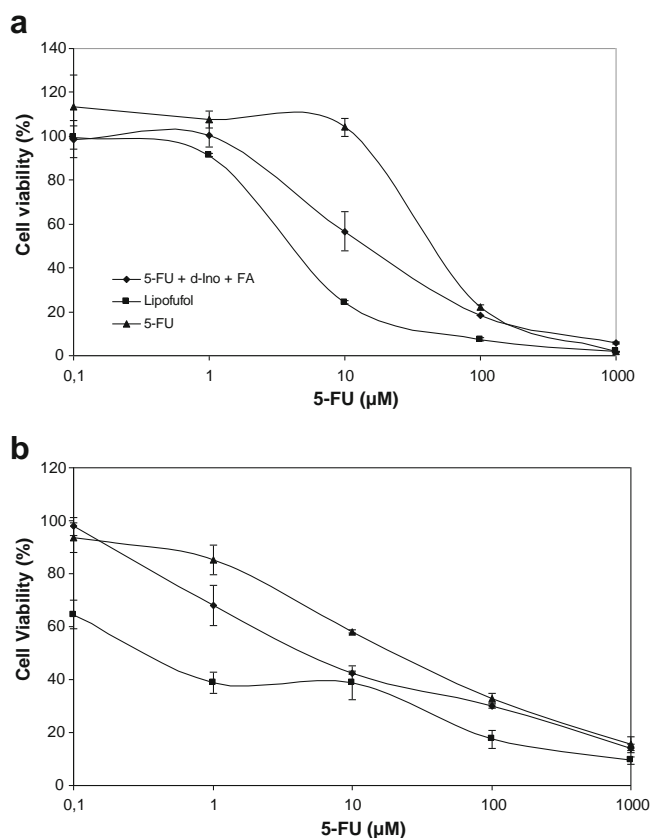 a
140
120
100
80
60
40
20
0
Cell viability (%)
5-FU + d-Ino + FA
Lipofufol
5-FU
0,1 1 10 100 1000
5-FU (µM)
b
120
100
80
60
40
20
0
Cell Viability (%)
0,1 1 10 100 1000
5-FU (µM)